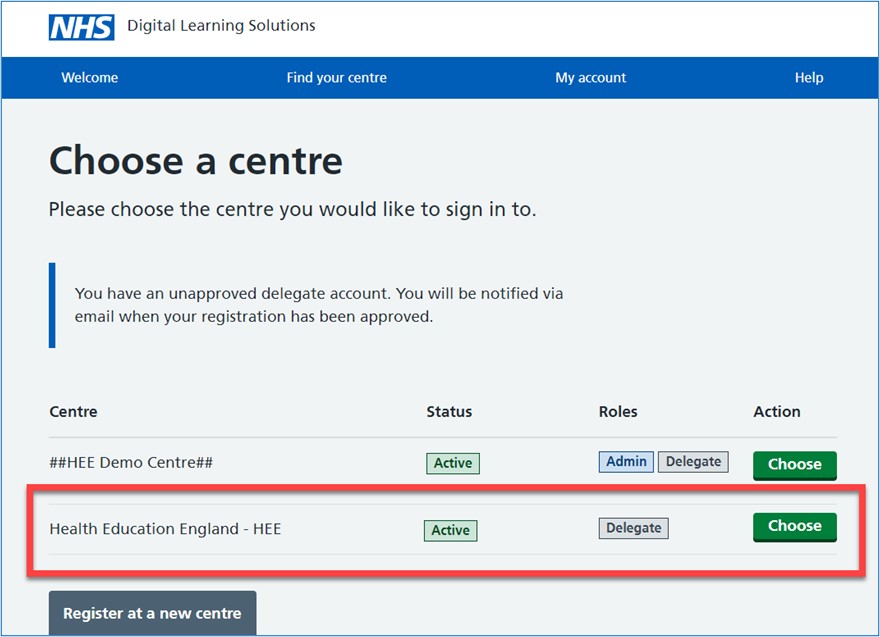 NHS Digital Learning Solutions
Welcome Find your centre My account Help
Choose a centre
Please choose the centre you would like to sign in to.
You have an unapproved delegate account. You will be notified via
email when your registration has been approved.
Centre Status Roles Action
##HEE Demo Centre## Active Admin Delegate Choose
Health Education England - HEE Active Delegate Choose
Register at a new centre